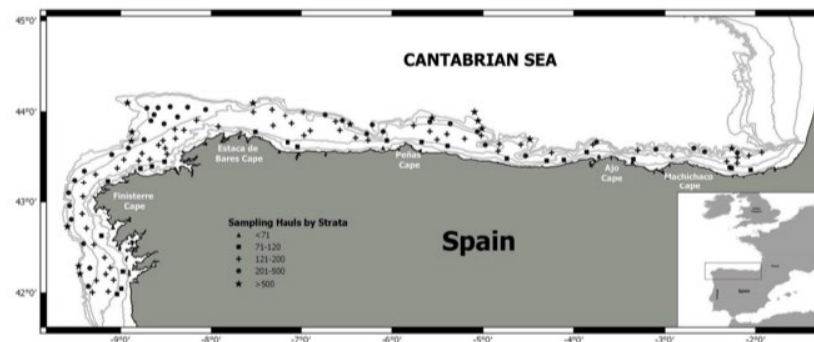 45°0'
CANTABRIAN SEA
44°0'
Estaca de
Bares Cape
Peñas
Cape
Ajo
Cape
Machichaco
Cape
43°0'
Finisterre
Cape
Sampling Hauls by Strata
<71
71-120
121-200
201-500
>500
Spain
Spain
42°0'
-9°0'
-8°0'
-7°0'
-6°0'
-5°0'
-4°0'
-3°0'
-2°0'